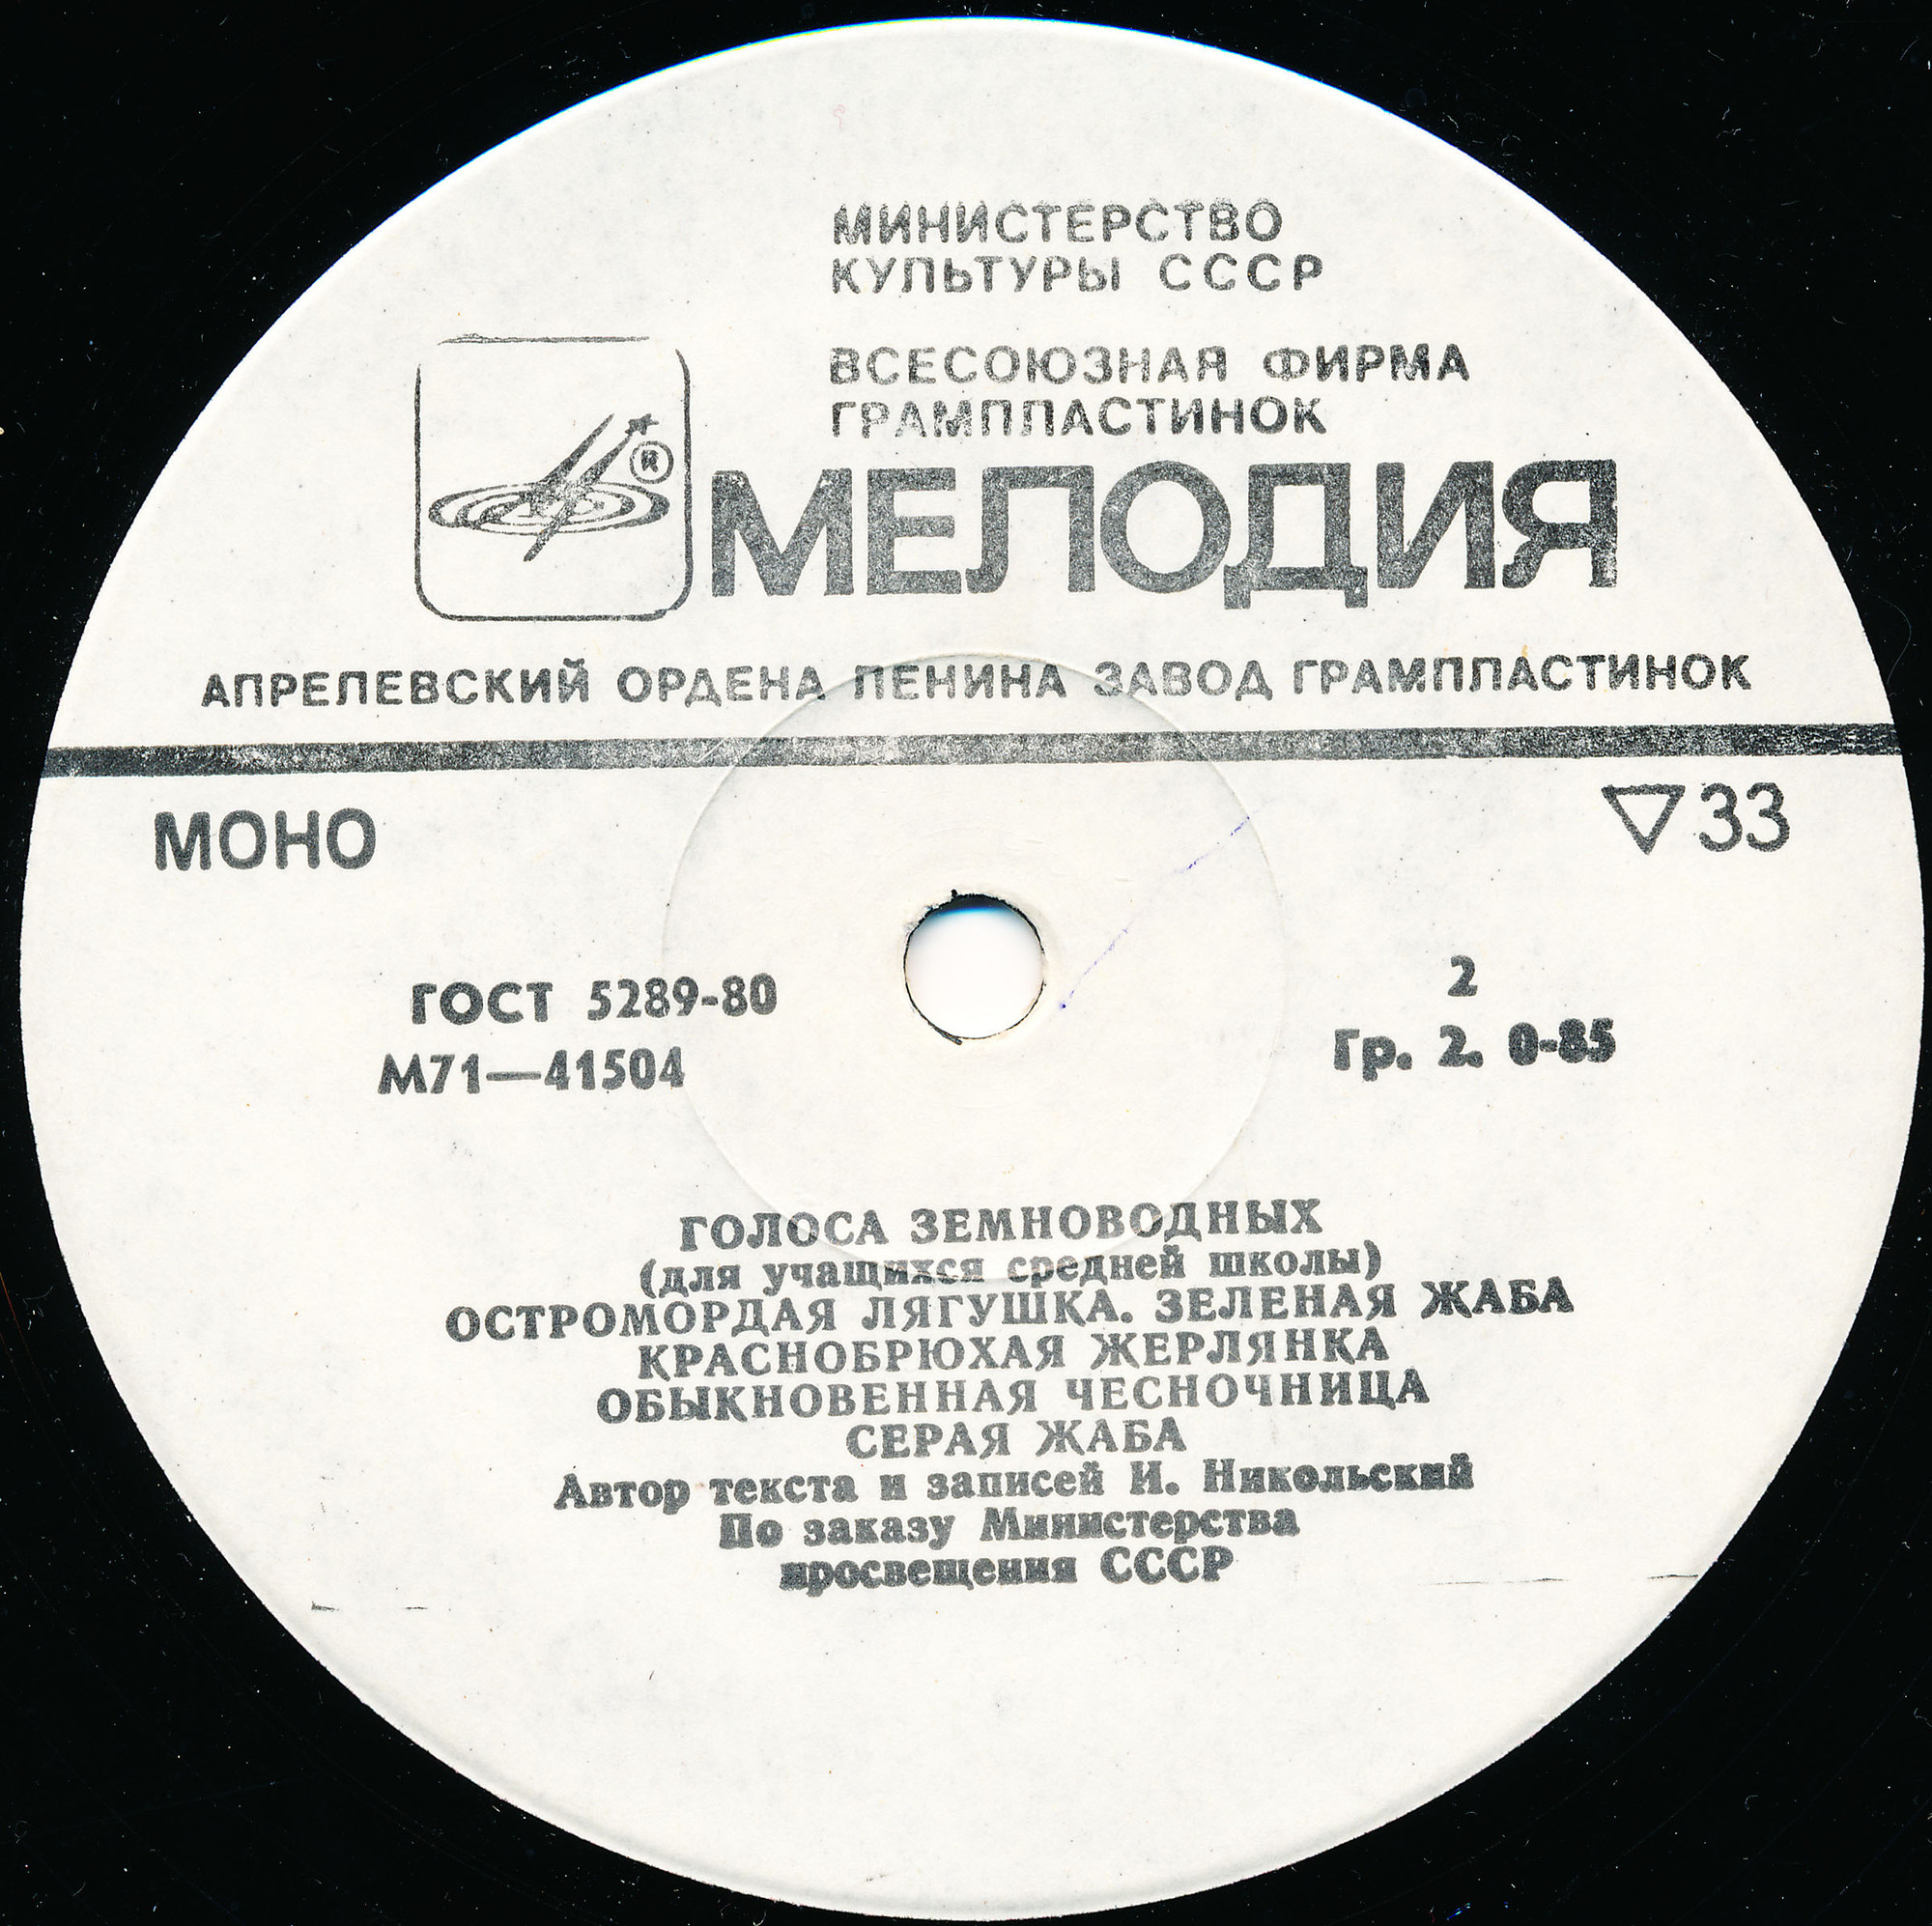 МИНИСТЕРСТВО
КУЛЬТУРЫ СССР
ВСЕСОЮЗНАЯ ФИРМА
ГРАМПЛАСТИНОК
®
МЕЛОДИЯ
АПРЕЛЕВСКИЙ ОРДЕНА ЛЕНИНА ЗАВОД ГРАМПЛАСТИНОК
МОНО
▽33
ГОСТ 5289-80
2
М71—41504
Гр. 2. 0-85
ГОЛОСА ЗЕМНОВОДНЫХ
(для учащихся средней школы)
ОСТРОМОРДАЯ ЛЯГУШКА. ЗЕЛЕНАЯ ЖАБА
КРАСНОБРЮХАЯ ЖЕРЛЯНКА
ОБЫКНОВЕННАЯ ЧЕСНОЧНИЦА
СЕРАЯ ЖАБА
Автор текста и записей И. Никольский
По заказу Министерства
просвещения СССР